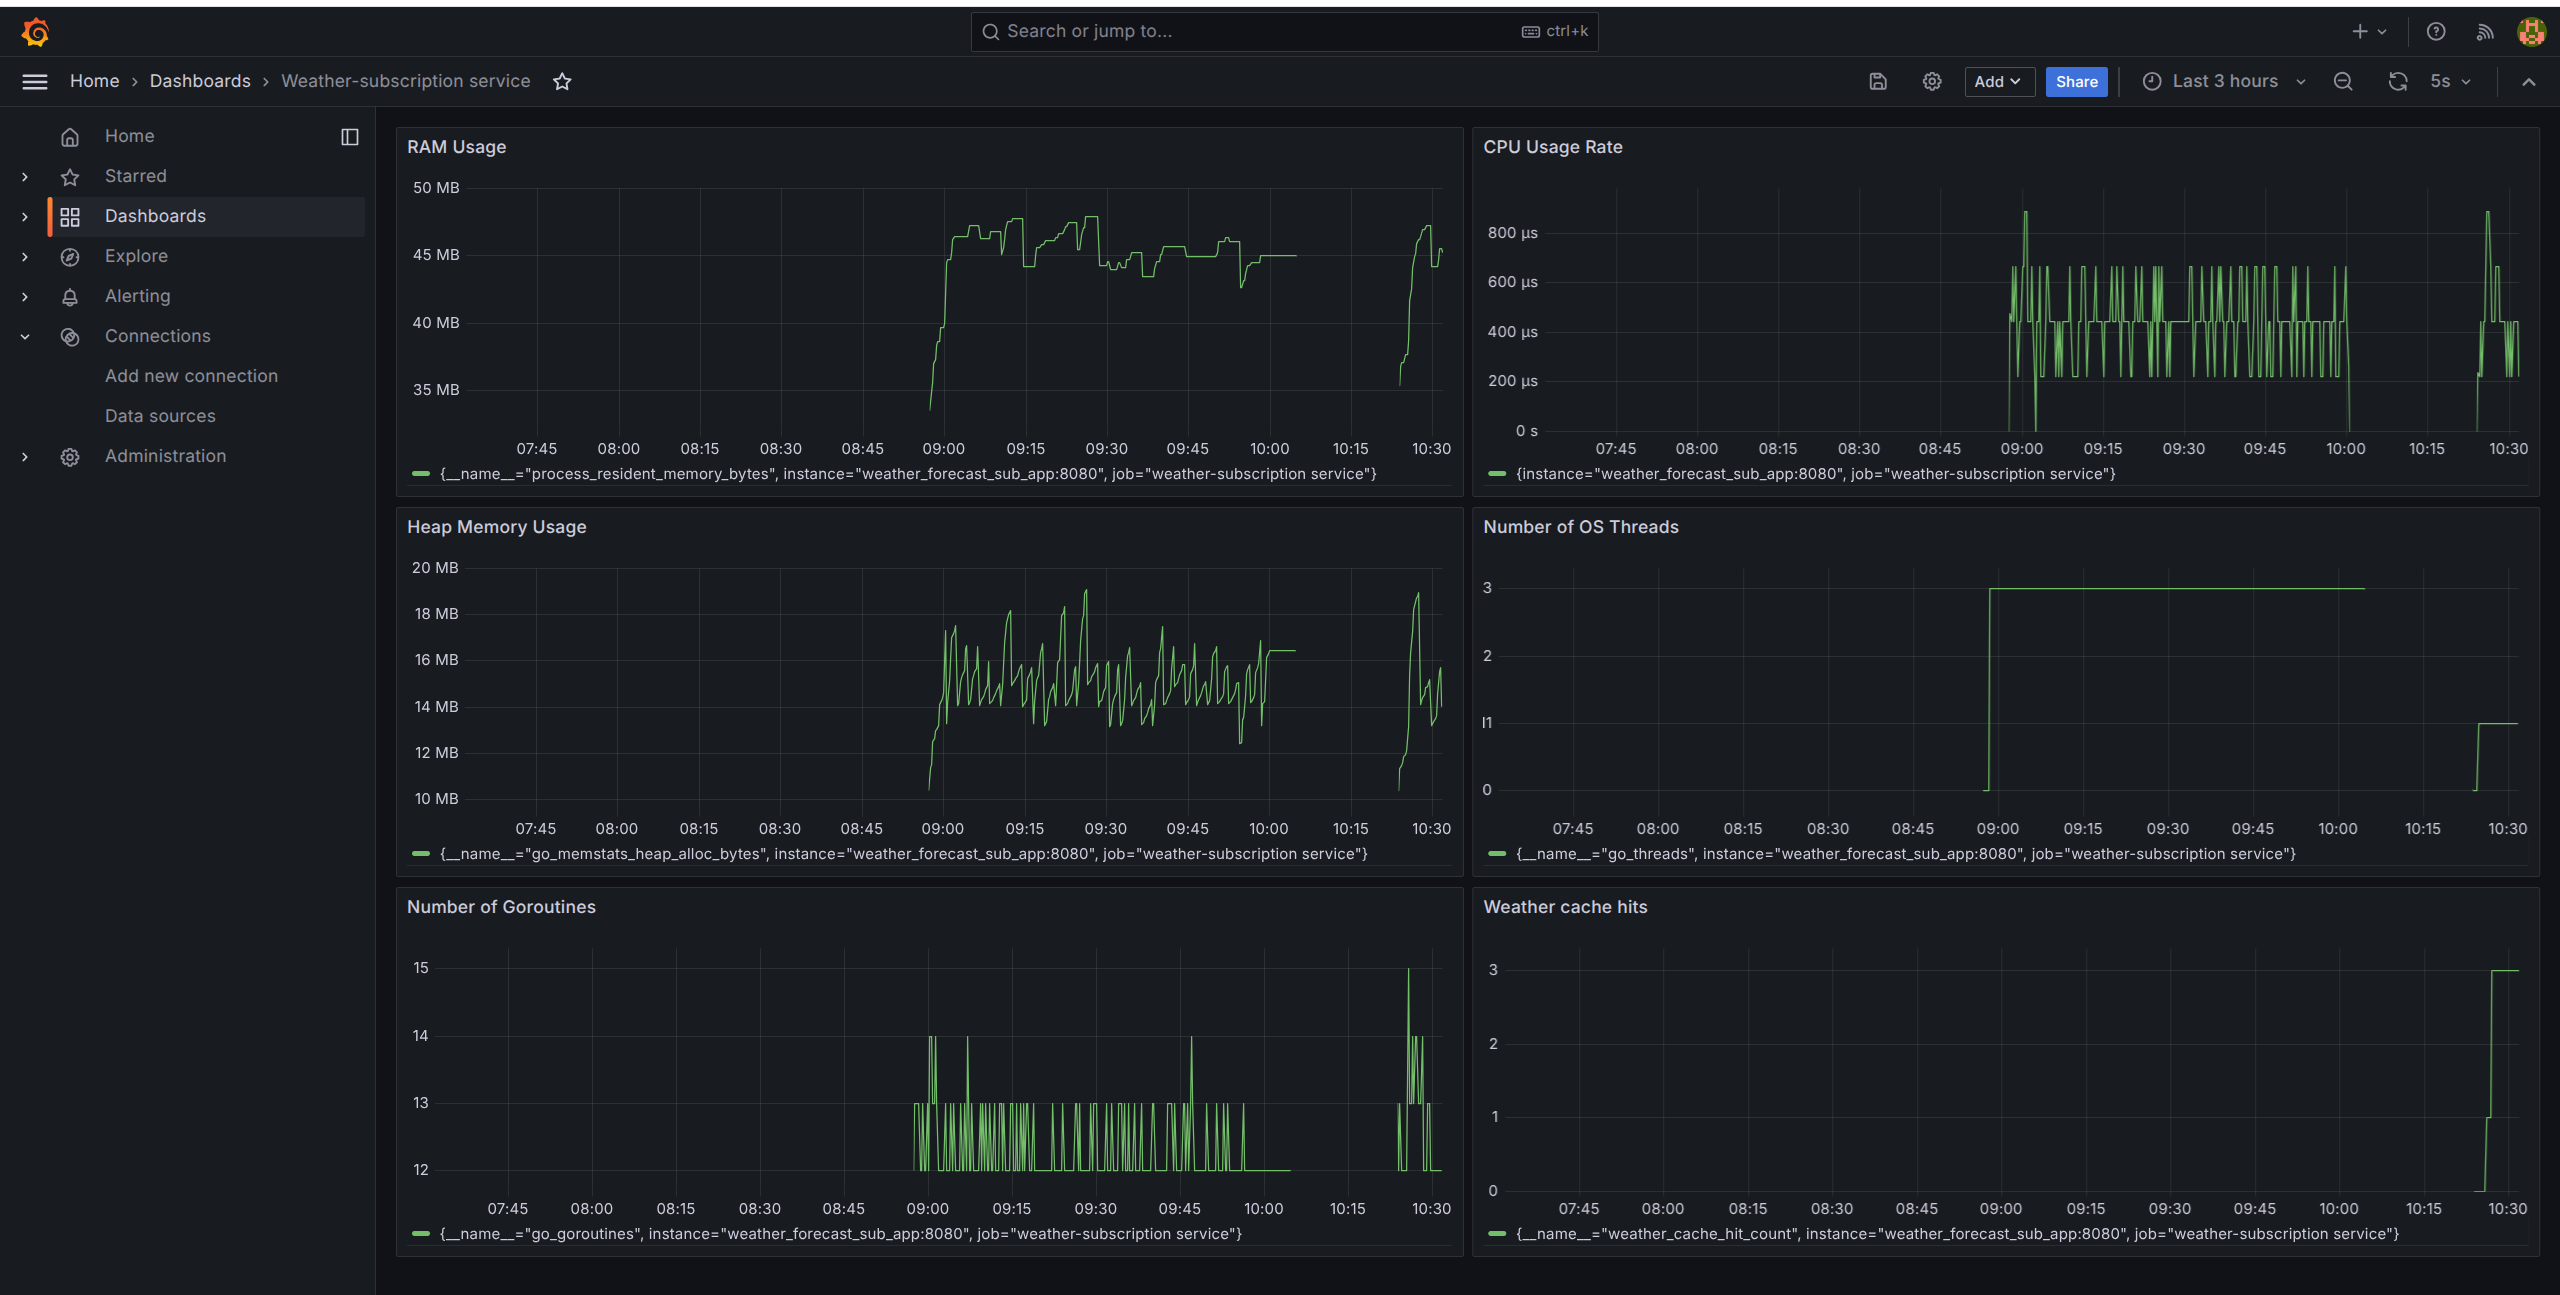 Search or jump to...
ctrl+k
Home › Dashboards › Weather-subscription service
Add
Share
Last 3 hours
5s
Home
Starred
Dashboards
Explore
Alerting
Connections
Add new connection
Data sources
Administration
RAM Usage
50 MB
45 MB
40 MB
35 MB
07:45 08:00 08:15 08:30 08:45 09:00 09:15 09:30 09:45 10:00 10:15 10:30
{__name__="process_resident_memory_bytes", instance="weather_forecast_sub_app:8080", job="weather-subscription service"}
CPU Usage Rate
800 µs
600 µs
400 µs
200 µs
0 s
07:45 08:00 08:15 08:30 08:45 09:00 09:15 09:30 09:45 10:00 10:15 10:30
{instance="weather_forecast_sub_app:8080", job="weather-subscription service"}
Heap Memory Usage
20 MB
18 MB
16 MB
14 MB
12 MB
10 MB
07:45 08:00 08:15 08:30 08:45 09:00 09:15 09:30 09:45 10:00 10:15 10:30
{__name__="go_memstats_heap_alloc_bytes", instance="weather_forecast_sub_app:8080", job="weather-subscription service"}
Number of OS Threads
3
2
l1
0
07:45 08:00 08:15 08:30 08:45 09:00 09:15 09:30 09:45 10:00 10:15 10:30
{__name__="go_threads", instance="weather_forecast_sub_app:8080", job="weather-subscription service"}
Number of Goroutines
15
14
13
12
07:45 08:00 08:15 08:30 08:45 09:00 09:15 09:30 09:45 10:00 10:15 10:30
{__name__="go_goroutines", instance="weather_forecast_sub_app:8080", job="weather-subscription service"}
Weather cache hits
3
2
1
0
07:45 08:00 08:15 08:30 08:45 09:00 09:15 09:30 09:45 10:00 10:15 10:30
{__name__="weather_cache_hit_count", instance="weather_forecast_sub_app:8080", job="weather-subscription service"}